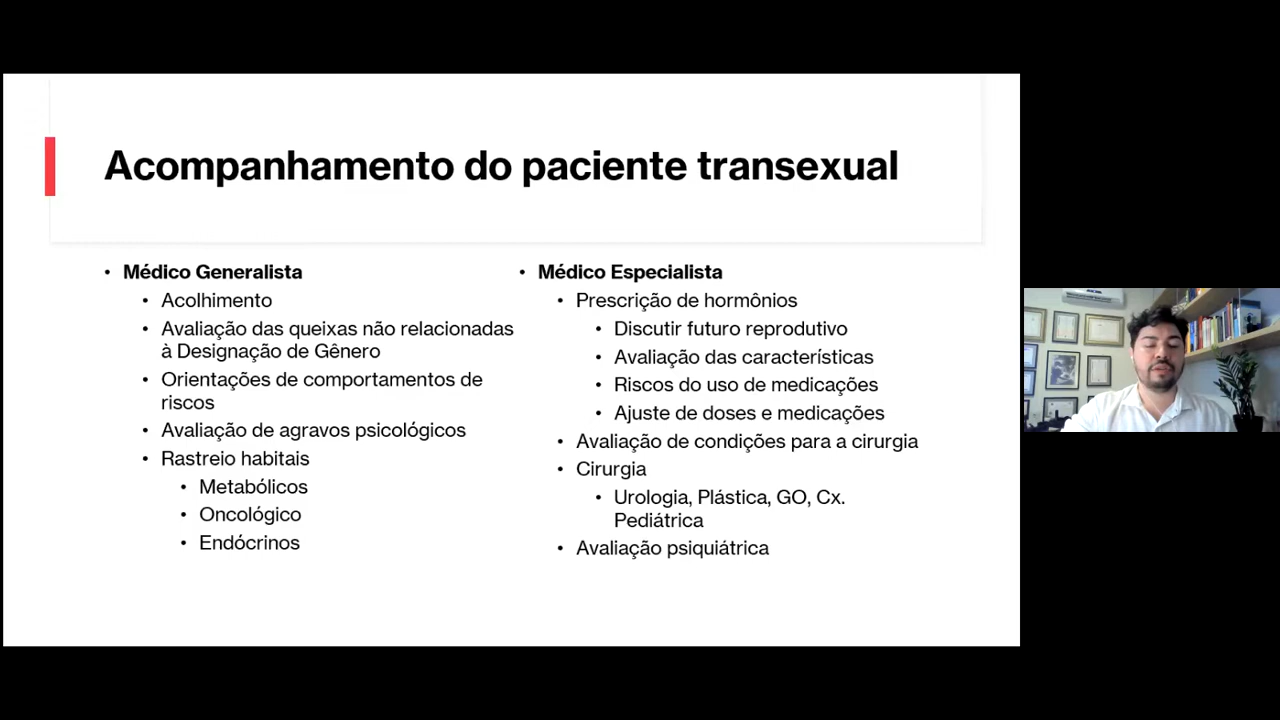 Acompanhamento do paciente transexual
• Médico Generalista
• Acolhimento
• Avaliação das queixas não relacionadas
à Designação de Gênero
• Orientações de comportamentos de
riscos
• Avaliação de agravos psicológicos
• Rastreio habitais
• Metabólicos
• Oncológico
• Endócrinos
• Médico Especialista
• Prescrição de hormônios
• Discutir futuro reprodutivo
• Avaliação das características
• Riscos do uso de medicações
• Ajuste de doses e medicações
• Avaliação de condições para a cirurgia
• Cirurgia
• Urologia, Plástica, GO, Cx.
Pediátrica
• Avaliação psiquiátrica